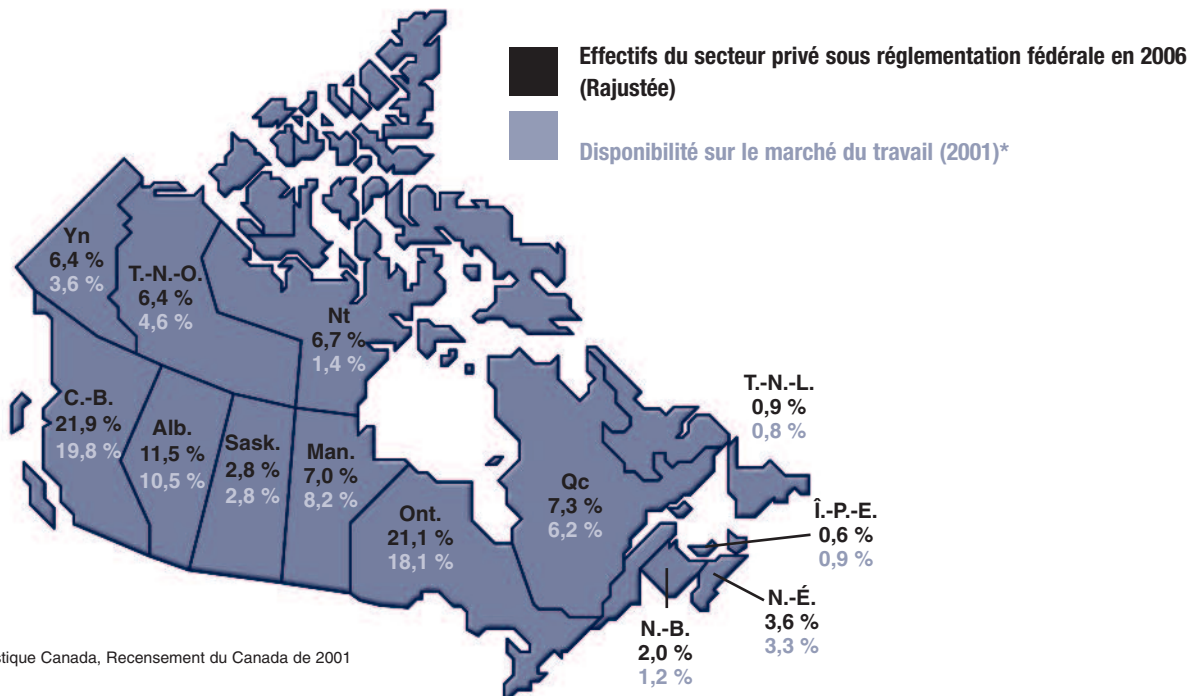 Effectifs du secteur privé sous réglementation fédérale en 2006
(Rajustée)
Disponibilité sur le marché du travail (2001)*
Yn
6,4 %
3,6 %
T.-N.-O.
6,4 %
4,6 %
Nt
6,7 %
1,4 %
C.-B.
21,9 %
19,8 %
Alb.
11,5 %
10,5 %
Sask.
2,8 %
2,8 %
Man.
7,0 %
8,2 %
Ont.
21,1 %
18,1 %
Qc
7,3 %
6,2 %
T.-N.-L.
0,9 %
0,8 %
Î.-P.-E.
0,6 %
0,9 %
N.-É.
3,6 %
3,3 %
N.-B.
2,0 %
1,2 %
stique Canada, Recensement du Canada de 2001